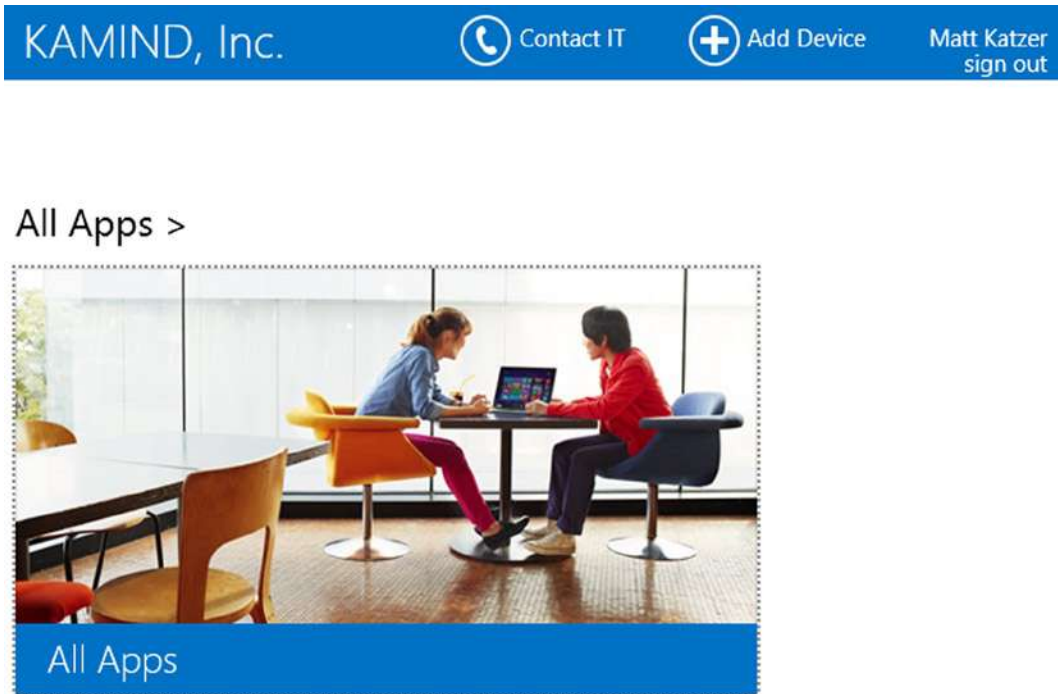 KAMIND, Inc.
Contact IT
Add Device
Matt Katzer
sign out
All Apps >
All Apps